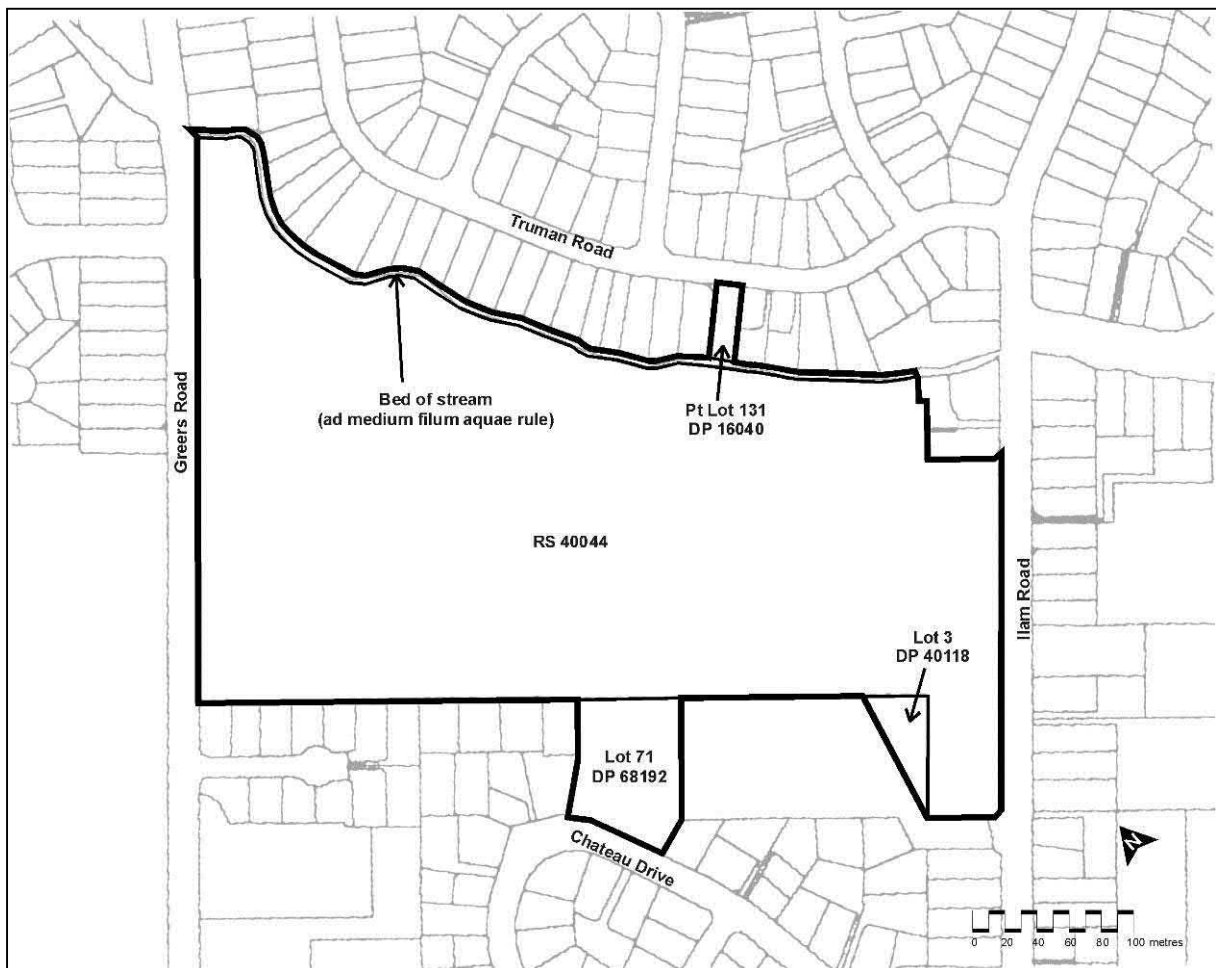 Truman Road
Bed of stream
(ad medium filum aquae rule)
Pt Lot 131
DP 16040
Greers Road
RS 40044
Ilam Road
Lot 3
DP 40118
Lot 71
DP 68192
Chateau Drive
N
0 20 40 60 80 100 metres